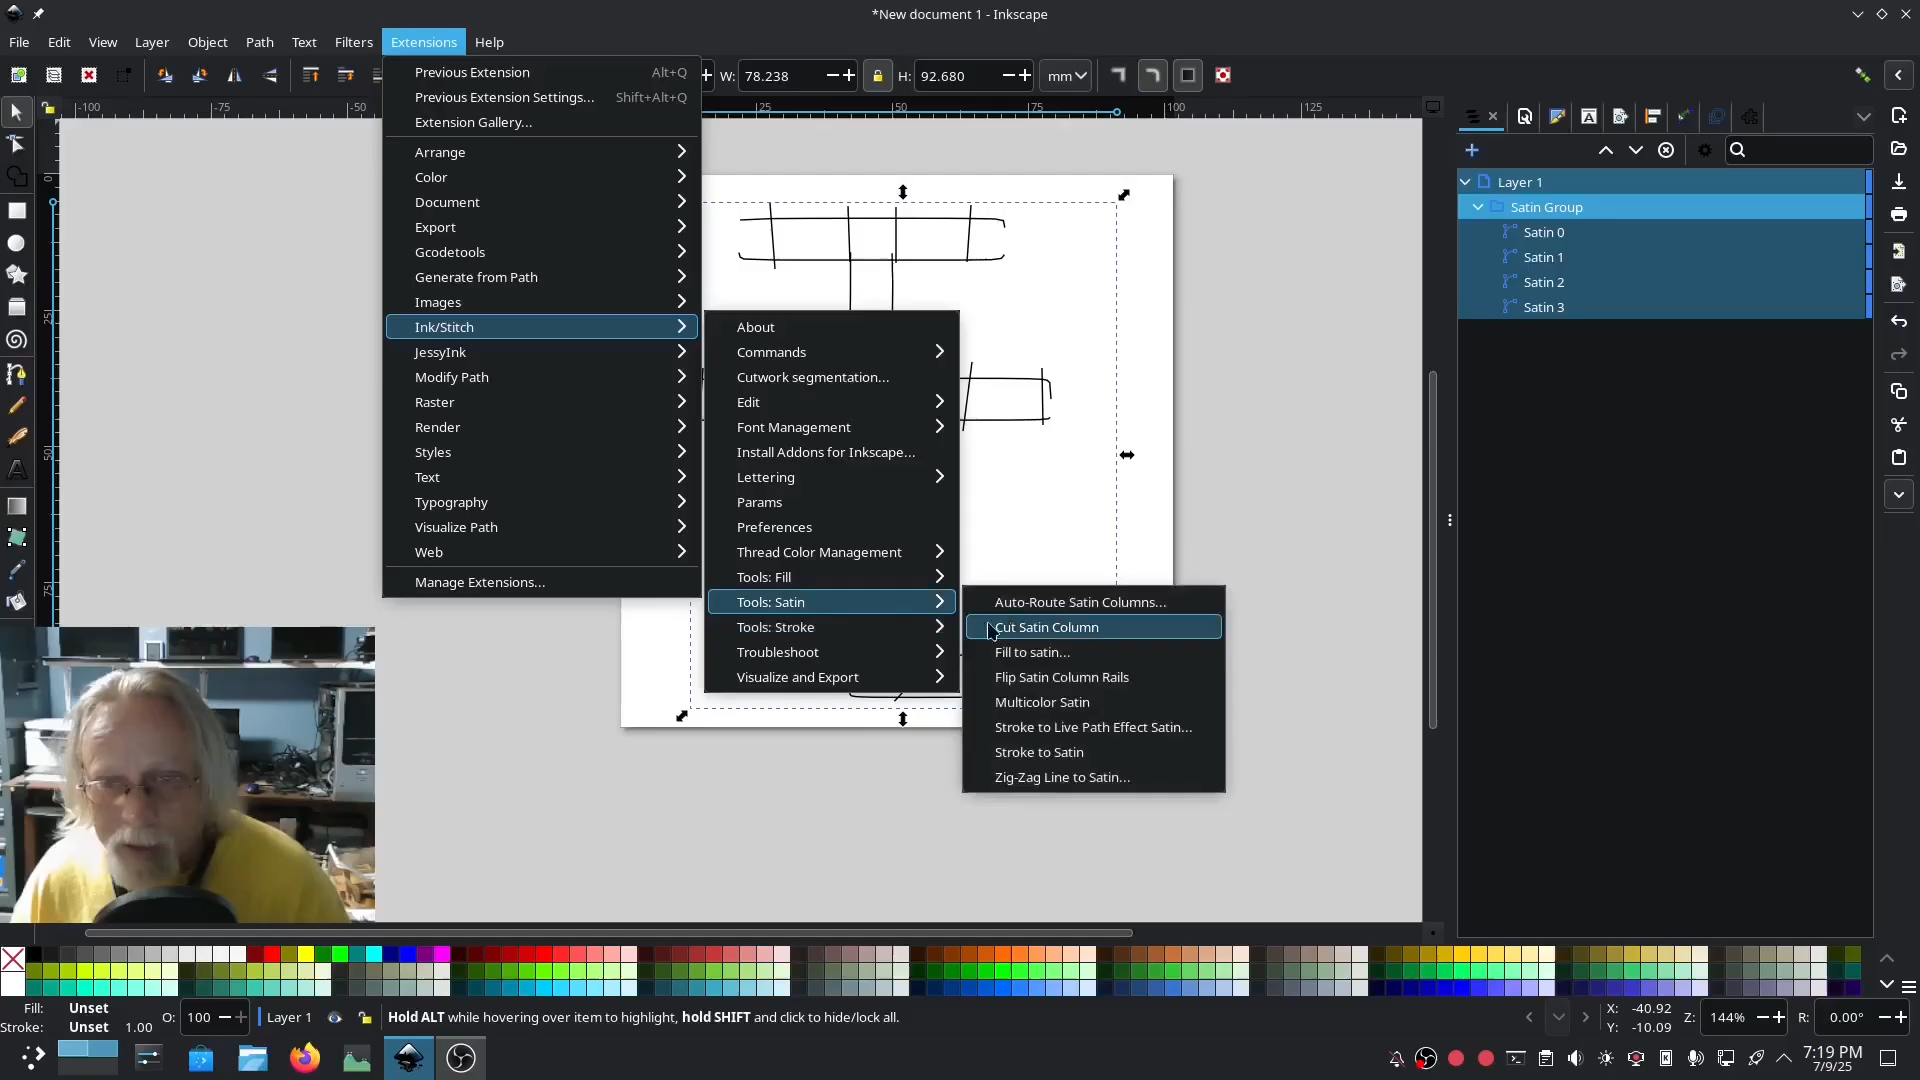 *New document 1 - Inkscape
File Edit View Layer Object Path Text Filters Extensions Help
W: 78.238 H: 92.680 mm
-100 -75 -50 25 50 75 100 125
0
25
50
75
Previous Extension Alt+Q
Previous Extension Settings... Shift+Alt+Q
Extension Gallery...
Arrange
Color
Document
Export
Gcodetools
Generate from Path
Images
Ink/Stitch
JessyInk
Modify Path
Raster
Render
Styles
Text
Typography
Visualize Path
Web
Manage Extensions...
About
Commands
Cutwork segmentation...
Edit
Font Management
Install Addons for Inkscape...
Lettering
Params
Preferences
Thread Color Management
Tools: Fill
Tools: Satin
Tools: Stroke
Troubleshoot
Visualize and Export
Auto-Route Satin Columns...
Cut Satin Column
Fill to satin...
Flip Satin Column Rails
Multicolor Satin
Stroke to Live Path Effect Satin...
Stroke to Satin
Zig-Zag Line to Satin...
Layer 1
Satin Group
Satin 0
Satin 1
Satin 2
Satin 3
Fill: Unset
Stroke: Unset 1.00
O: 100
Layer 1
Hold ALT while hovering over item to highlight, hold SHIFT and click to hide/lock all.
X: -40.92
Y: -10.09
Z: 144%
R: 0.00°
7:19 PM
7/9/25